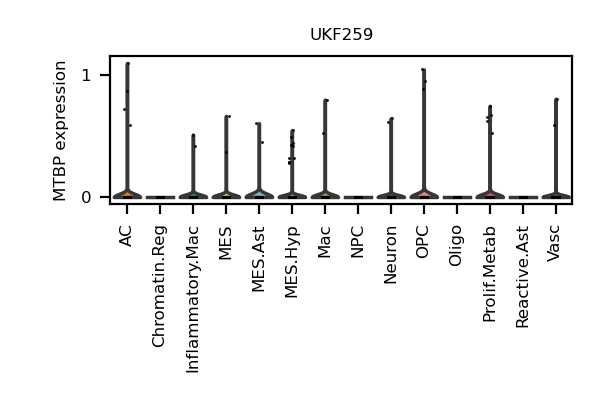 UKF259
MTBP expression
1
0
AC
Chromatin.Reg
Inflammatory.Mac
MES
MES.Ast
MES.Hyp
Mac
NPC
Neuron
OPC
Oligo
Prolif.Metab
Reactive.Ast
Vasc